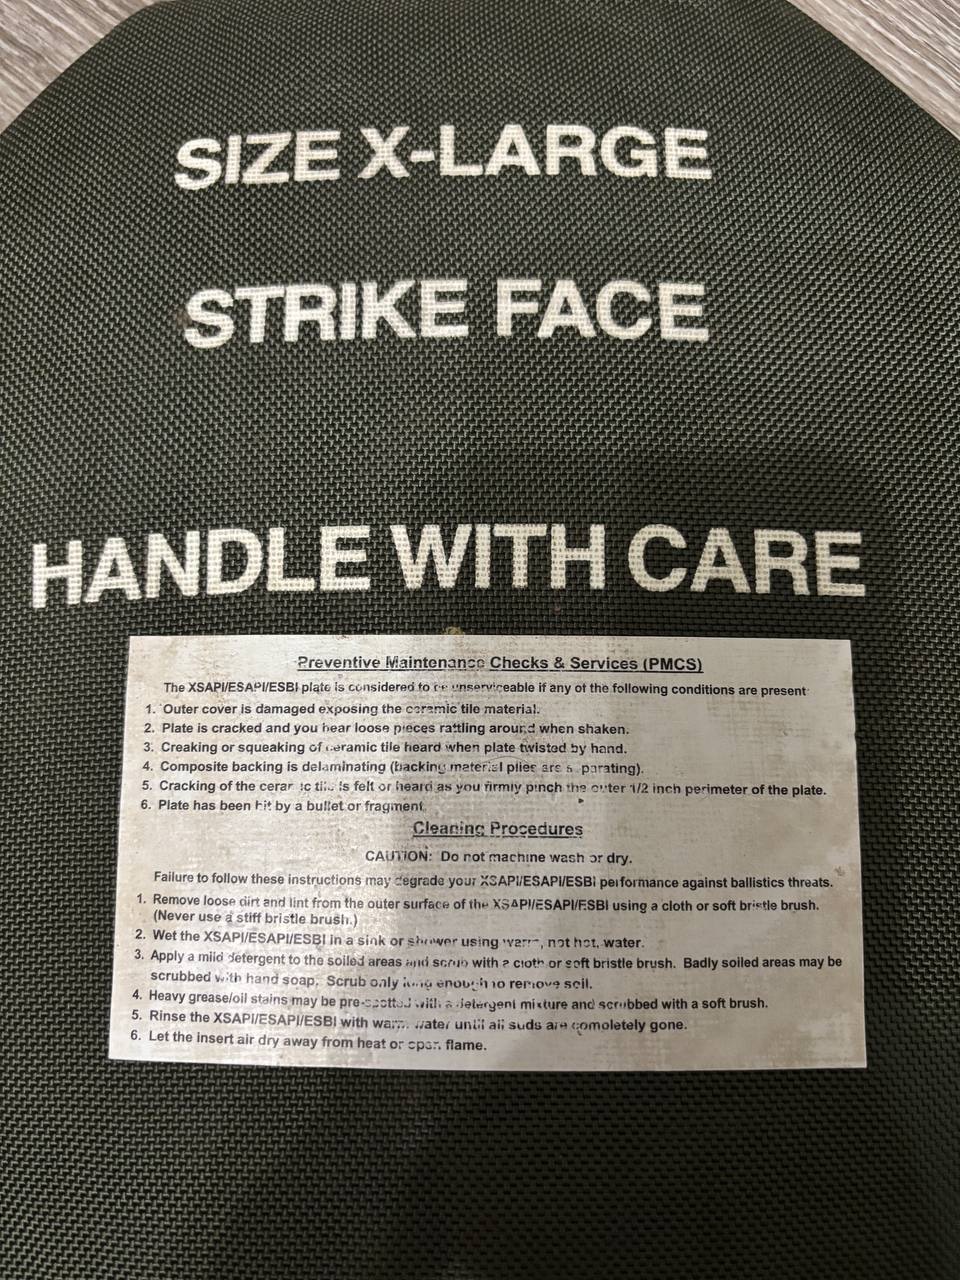 SIZE X-LARGE
STRIKE FACE
HANDLE WITH CARE
Preventive Maintenance Checks & Services (PMCS)
The XSAPI/ESAPI/ESBI plate is considered to be unserviceable if any of the following conditions are present
1. Outer cover is damaged exposing the ceramic tile material.
2. Plate is cracked and you hear loose pieces rattling around when shaken.
3. Creaking or squeaking of ceramic tile heard when plate twisted by hand.
4. Composite backing is delaminating (backing material plies are separating).
5. Cracking of the ceramic tile is felt or heard as you firmly pinch the outer 1/2 inch perimeter of the plate.
6. Plate has been hit by a bullet or fragment
Cleaning Procedures
CAUTION: Do not machine wash or dry.
Failure to follow these instructions may degrade your XSAPI/ESAPI/ESBI performance against ballistics threats.
1. Remove loose dirt and lint from the outer surface of the XSAPI/ESAPI/ESBI using a cloth or soft bristle brush.
(Never use a stiff bristle brush.)
2. Wet the XSAPI/ESAPI/ESBI in a sink or shower using warm, not hot, water.
3. Apply a mild detergent to the soiled areas and scrub with a cloth or soft bristle brush. Badly soiled areas may be
scrubbed with hand soap. Scrub only long enough to remove soil.
4. Heavy grease/oil stains may be pre-spotted with a detergent mixture and scrubbed with a soft brush.
5. Rinse the XSAPI/ESAPI/ESBI with warm water until all suds are completely gone.
6. Let the insert air dry away from heat or open flame.